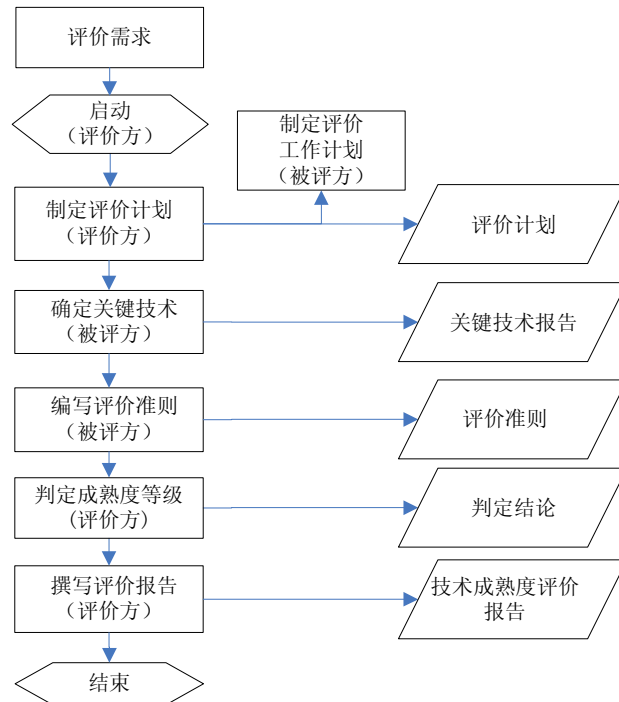 评价需求
启动
（评价方）
制定评价
工作计划
（被评方）
制定评价计划
（评价方）
评价计划
确定关键技术
（被评方）
关键技术报告
编写评价准则
（被评方）
评价准则
判定成熟度等级
(评价方)
判定结论
撰写评价报告
（评价方）
技术成熟度评价
报告
结束